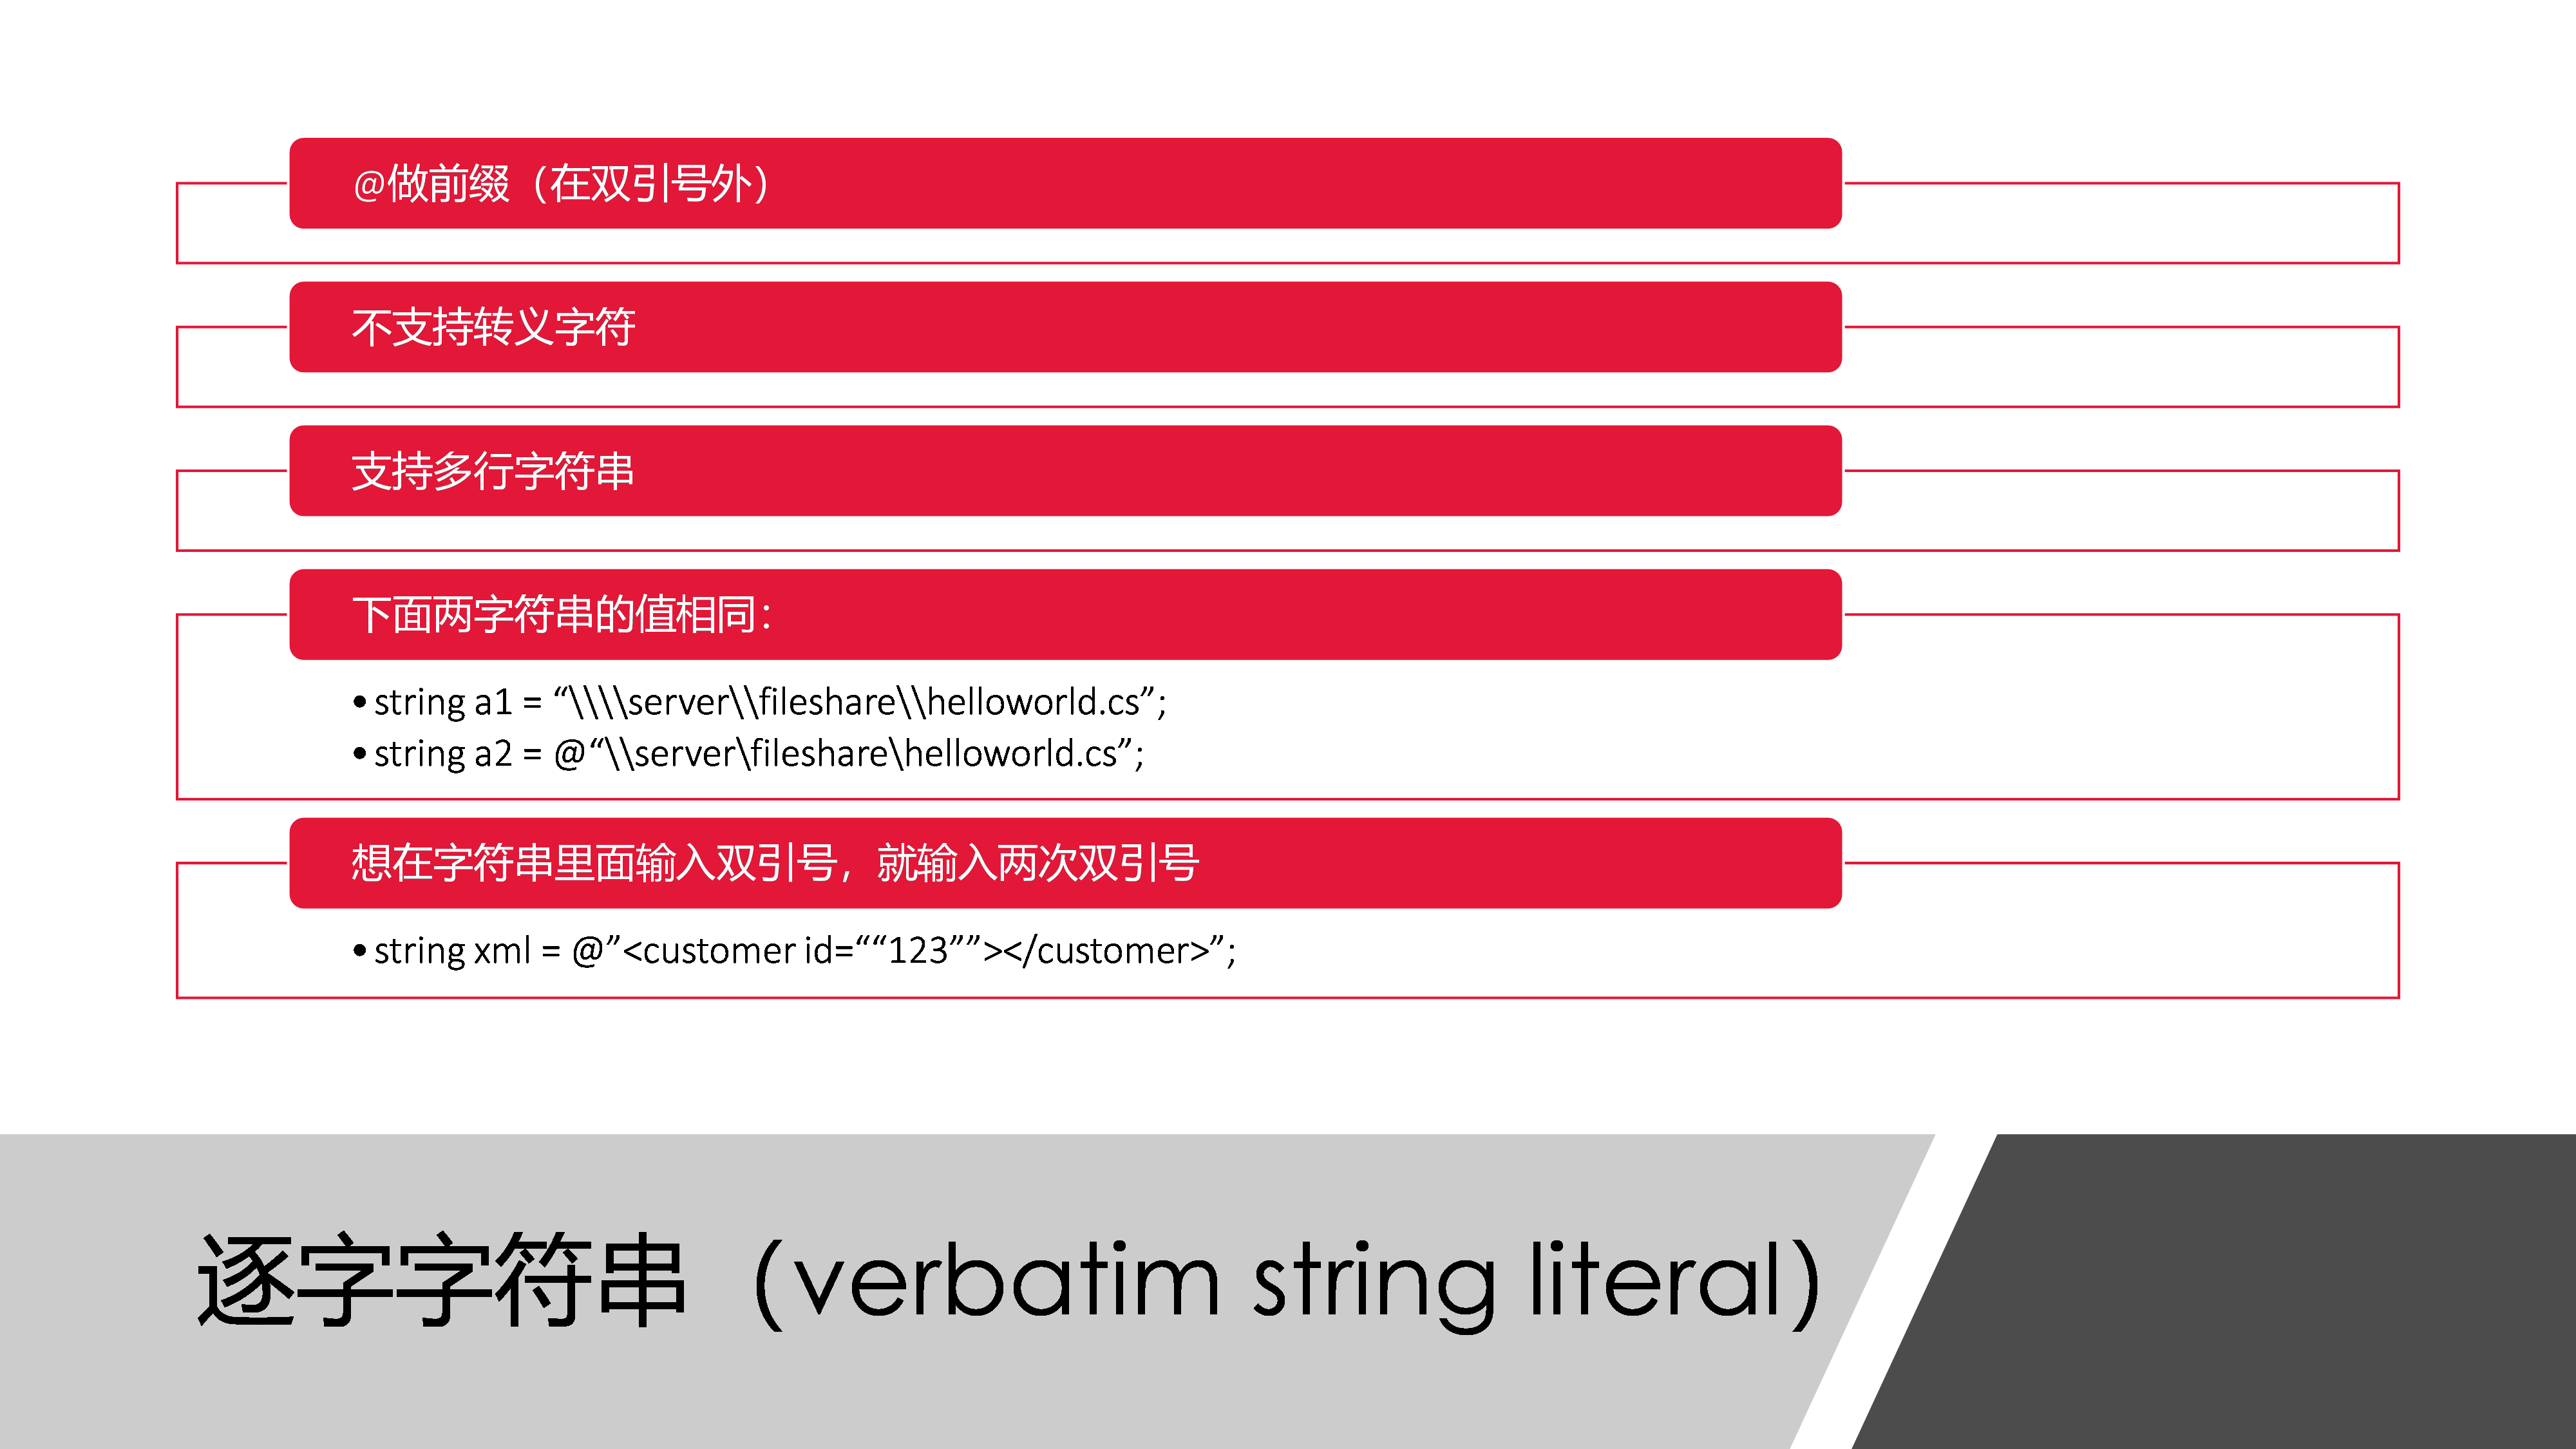 @做前缀（在双引号外）
不支持转义字符
支持多行字符串
下面两字符串的值相同：
•string a1 = “\\\\server\\fileshare\\helloworld.cs”;
•string a2 = @“\\server\fileshare\helloworld.cs”;
想在字符串里面输入双引号，就输入两次双引号
•string xml = @”<customer id=““123””></customer>”;
逐字字符串（verbatim string literal)